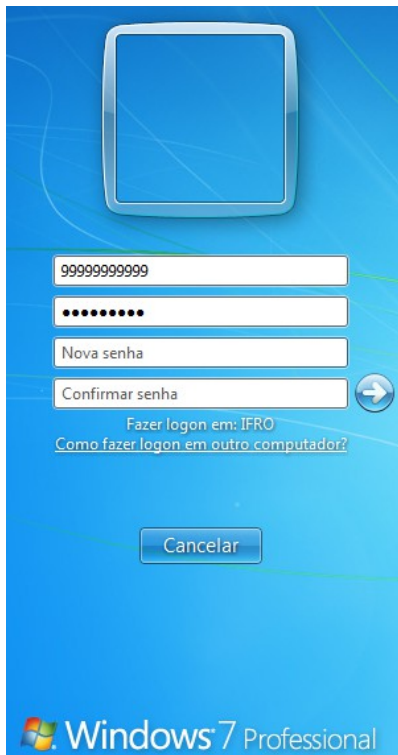 99999999999
●●●●●●●●●
Nova senha
Confirmar senha
Fazer logon em: IFRO
Como fazer logon em outro computador?
Cancelar
Windows 7 Professional